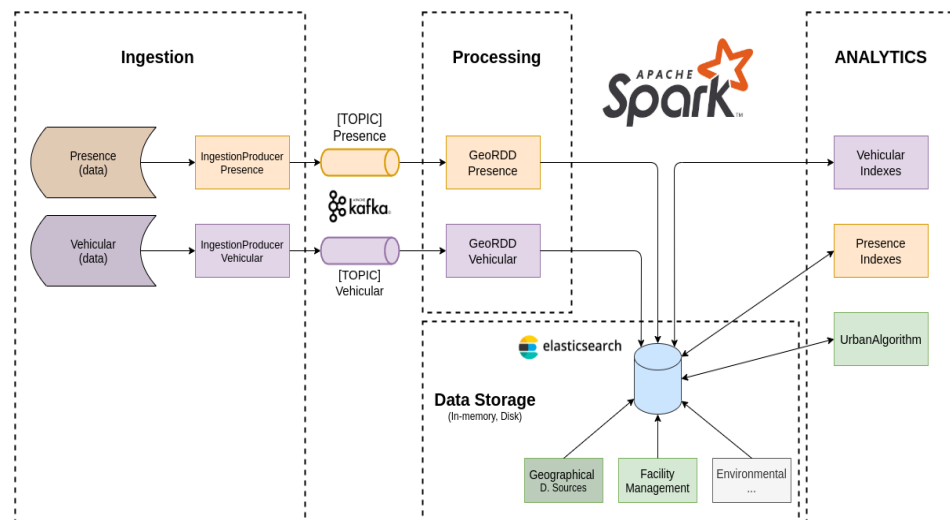 Ingestion
Processing
APACHE
Spark
TM
ANALYTICS
[TOPIC]
Presence
Presence
(data)
IngestionProducer
Presence
GeoRDD
Presence
Vehicular
Indexes
kafka
Vehicular
(data)
IngestionProducer
Vehicular
GeoRDD
Vehicular
Presence
Indexes
[TOPIC]
Vehicular
elasticsearch
UrbanAlgorithm
Data Storage
(In-memory, Disk)
Geographical
D. Sources
Facility
Management
Environmental
...